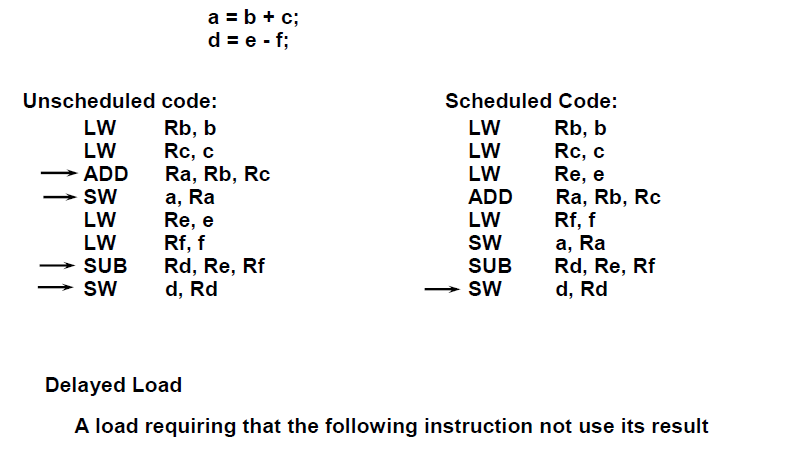 a = b + c;
d = e - f;
Unscheduled code:
LW Rb, b
LW Rc, c
ADD Ra, Rb, Rc
SW a, Ra
LW Re, e
LW Rf, f
SUB Rd, Re, Rf
SW d, Rd
Scheduled Code:
LW Rb, b
LW Rc, c
LW Re, e
ADD Ra, Rb, Rc
LW Rf, f
SW a, Ra
SUB Rd, Re, Rf
SW d, Rd
Delayed Load
A load requiring that the following instruction not use its result